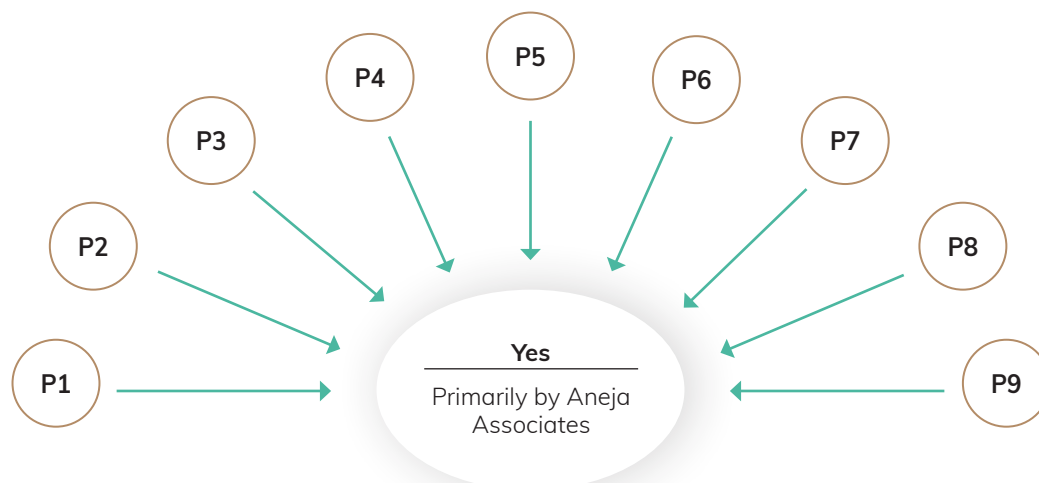 P1
P2
P3
P4
P5
P6
P7
P8
P9
Yes
Primarily by Aneja
Associates